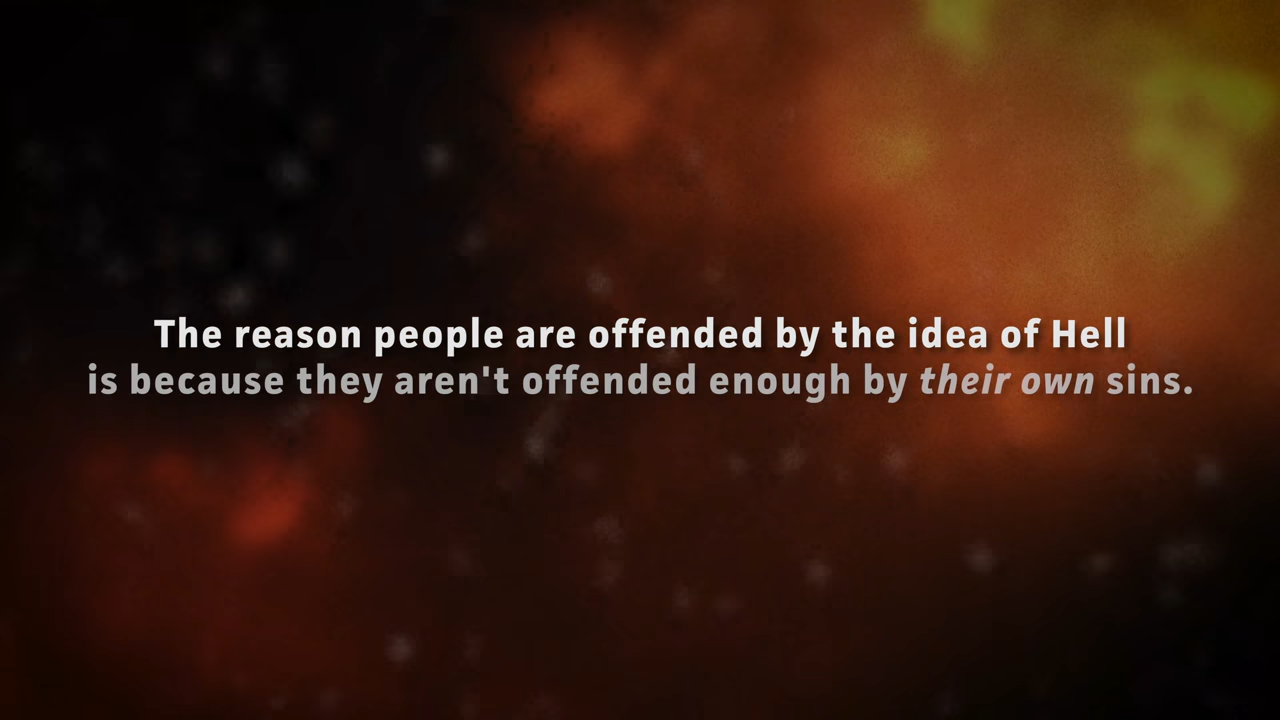 The reason people are offended by the idea of Hell
is because they aren't offended enough by their own sins.